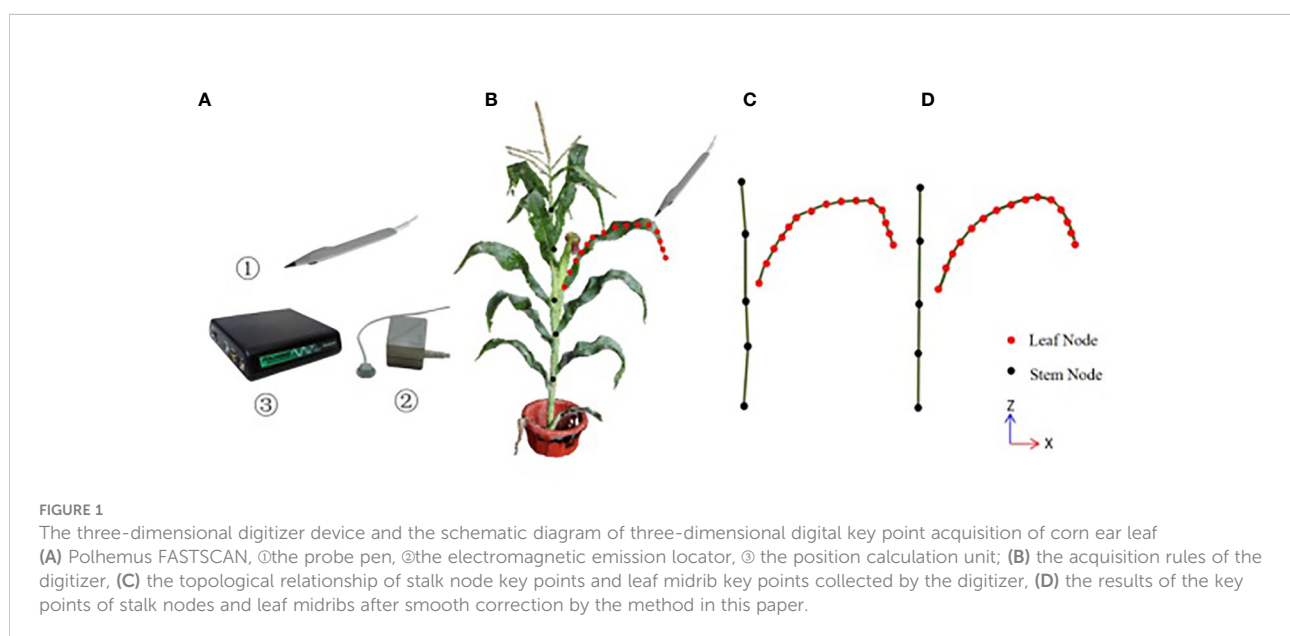 A
B
C
D
①
③
②
POLHEMUS
Leaf Node
Stem Node
Z
X
FIGURE 1
The three-dimensional digitizer device and the schematic diagram of three-dimensional digital key point acquisition of corn ear leaf
(A) Polhemus FASTSCAN, ①the probe pen, ②the electromagnetic emission locator, ③ the position calculation unit; (B) the acquisition rules of the
digitizer, (C) the topological relationship of stalk node key points and leaf midrib key points collected by the digitizer, (D) the results of the key
points of stalk nodes and leaf midribs after smooth correction by the method in this paper.